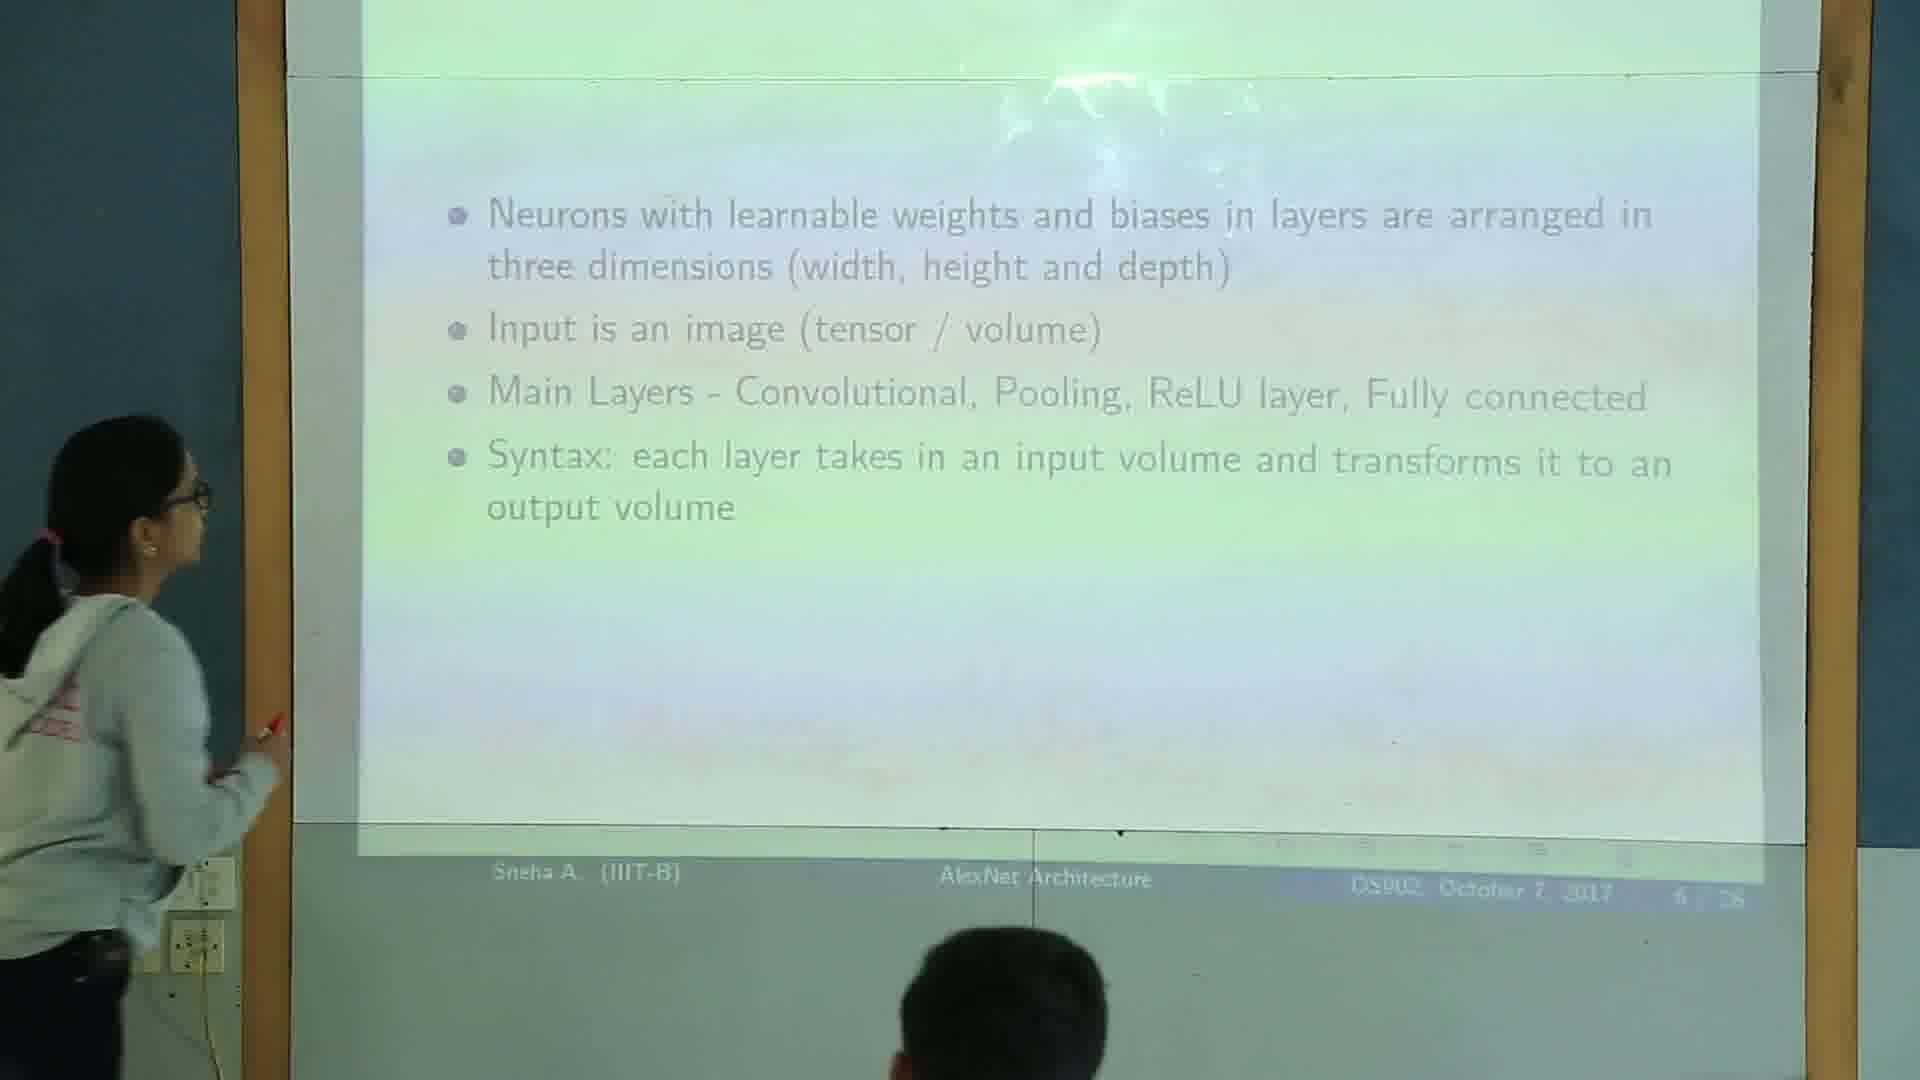 Neurons with learnable weights and biases in layers are arranged in
three dimensions (width, height and depth)
Input is an image (tensor / volume)
Main Layers - Convolutional, Pooling, ReLU layer, Fully connected
Syntax: each layer takes in an input volume and transforms it to an
output volume
Sneha A. (IIIT-B) AlexNet Architecture DS902, October 7, 2017 6 / 28